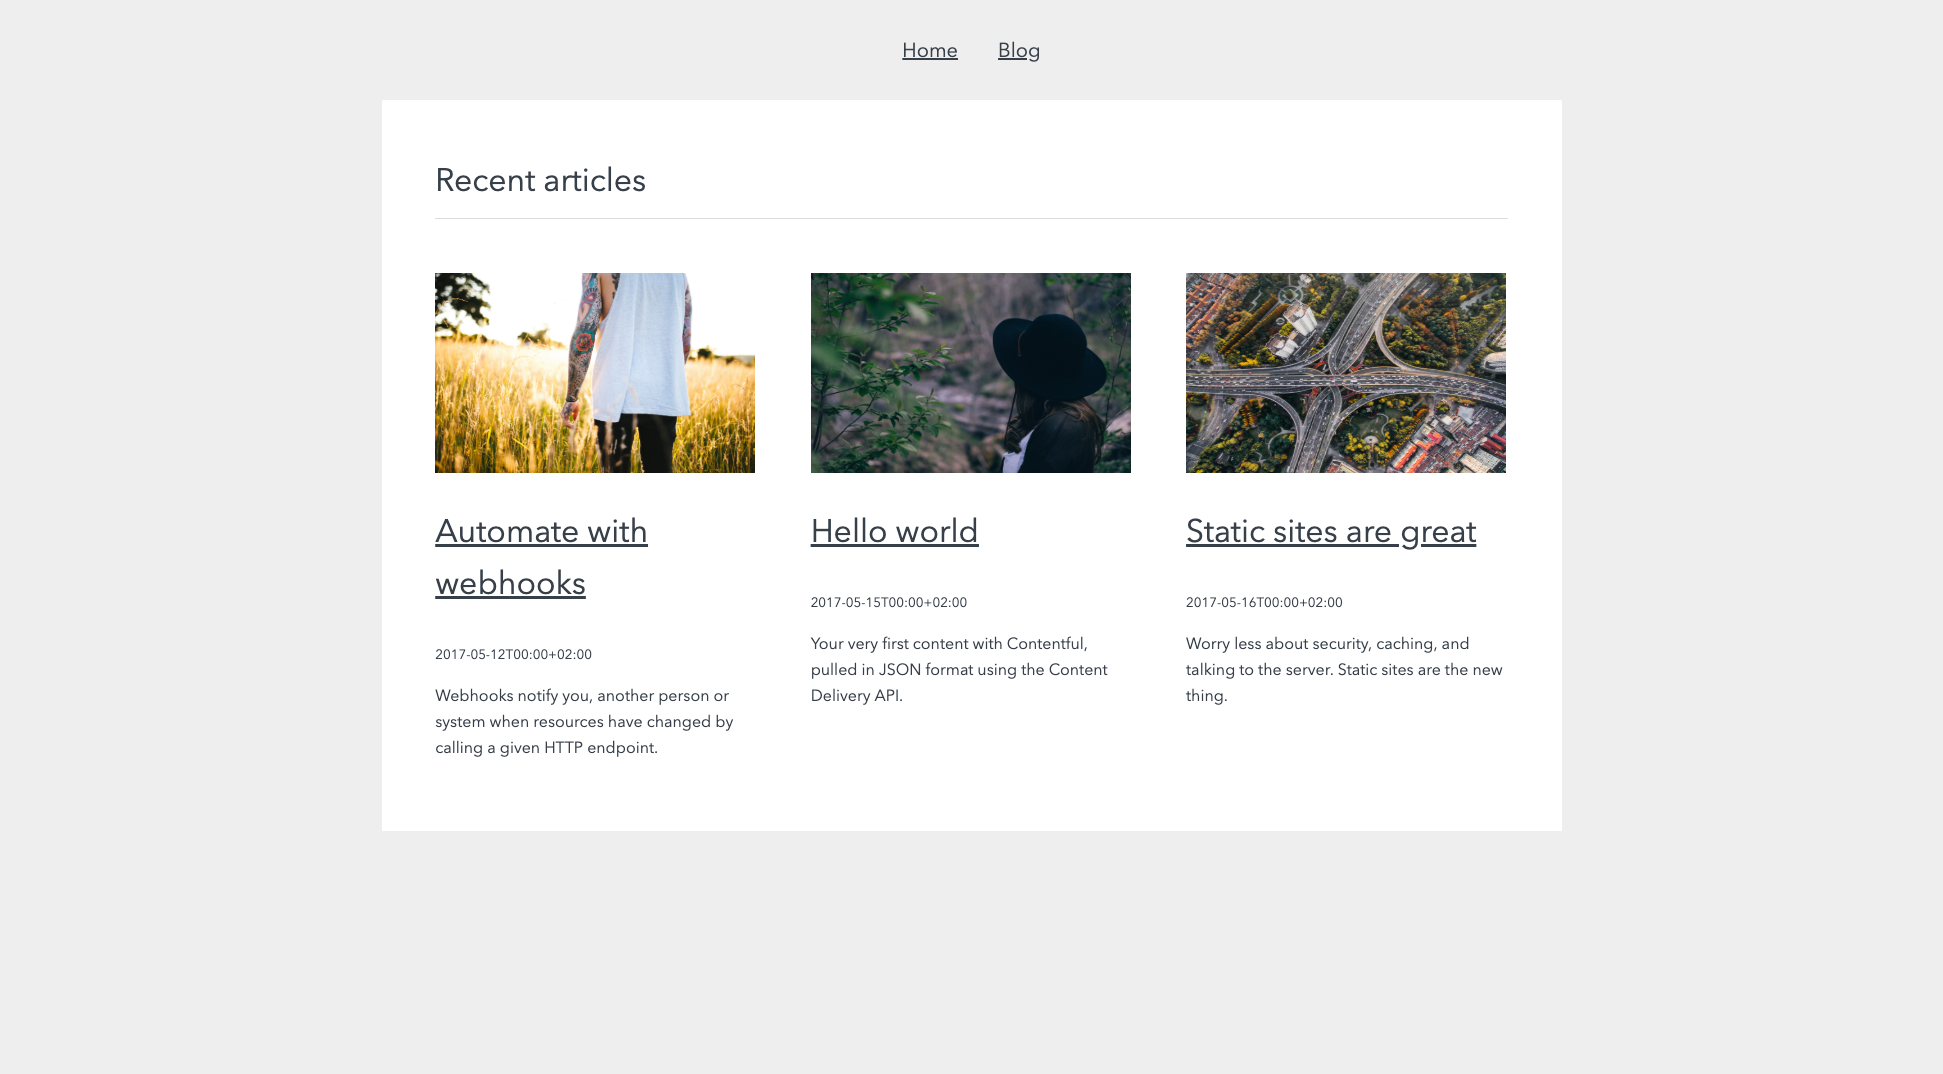 Home Blog
Recent articles
Automate with
webhooks
2017-05-12T00:00+02:00
Webhooks notify you, another person or
system when resources have changed by
calling a given HTTP endpoint.
Hello world
2017-05-15T00:00+02:00
Your very first content with Contentful,
pulled in JSON format using the Content
Delivery API.
Static sites are great
2017-05-16T00:00+02:00
Worry less about security, caching, and
talking to the server. Static sites are the new
thing.